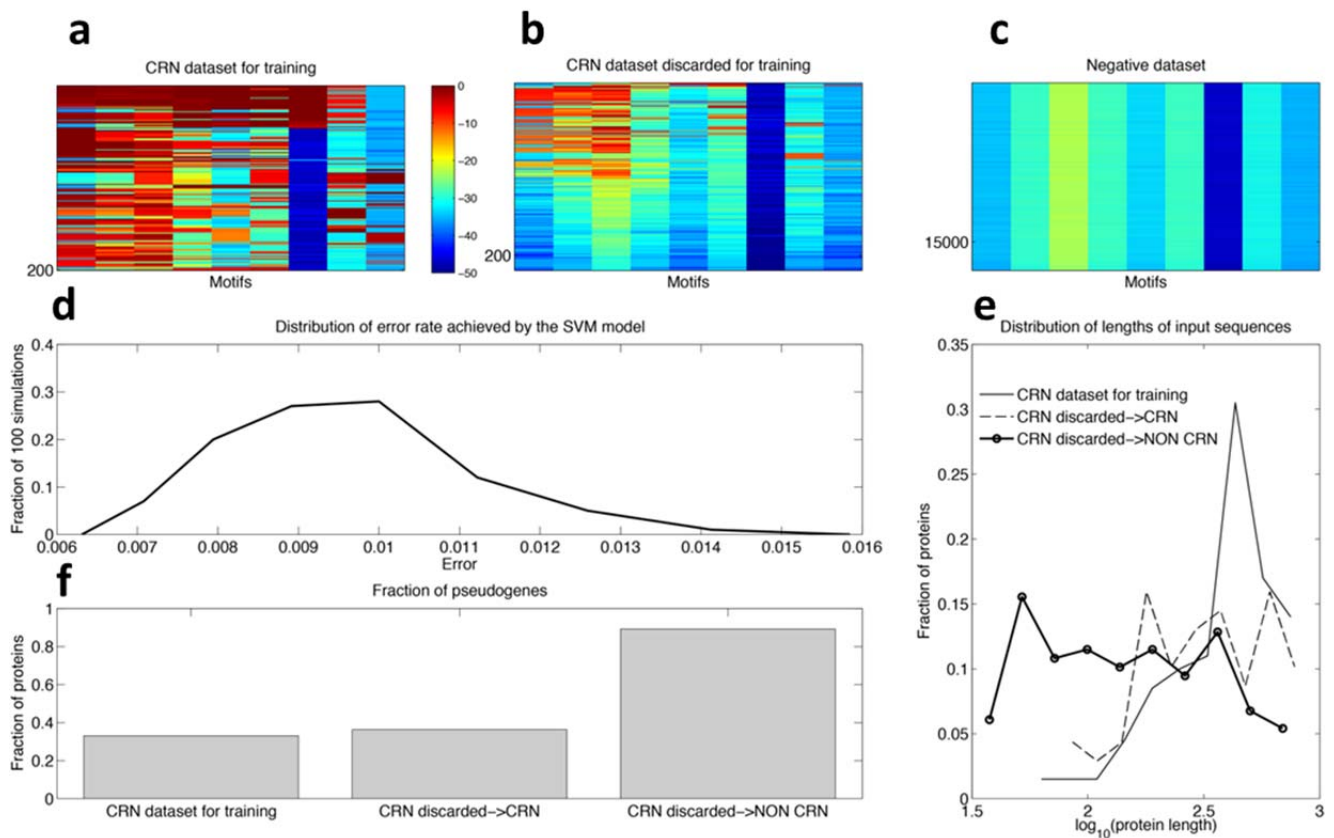 a
CRN dataset for training
200
Motifs
0
−10
−20
−30
−40
−50
b
CRN dataset discarded for training
200
Motifs
c
Negative dataset
15000
Motifs
d
Distribution of error rate achieved by the SVM model
Fraction of 100 simulations
0.4
0.3
0.2
0.1
0
0.006 0.007 0.008 0.009 0.01 0.011 0.012 0.013 0.014 0.015 0.016
Error
f
Fraction of pseudogenes
Fraction of proteins
1
0.8
0.6
0.4
0.2
0
CRN dataset for training CRN discarded−>CRN CRN discarded−>NON CRN
e
Distribution of lengths of input sequences
Fraction of proteins
0.35
0.3
0.25
0.2
0.15
0.1
0.05
0
CRN dataset for training
CRN discarded−>CRN
CRN discarded−>NON CRN
1.5 2 2.5 3
log10(protein length)